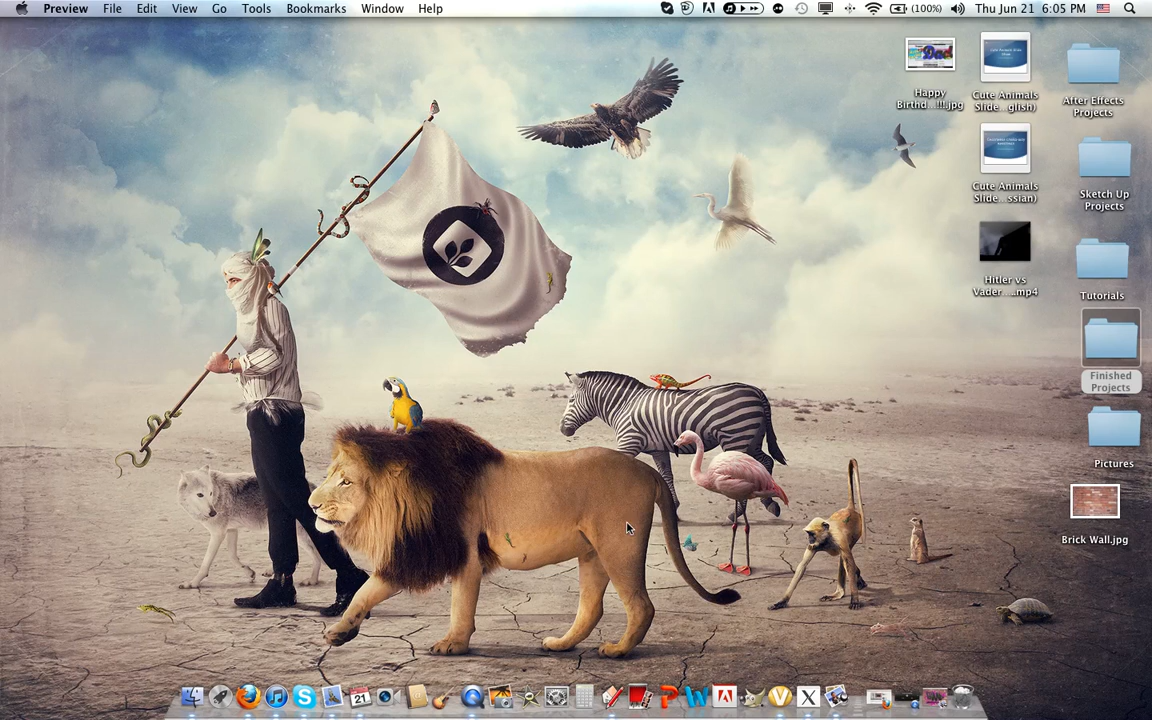 Preview File Edit View Go Tools Bookmarks Window Help (100%) Thu Jun 21 6:05 PM
Happy
Birthd...!!!.jpg
Cute Animals
Slide...glish)
After Effects
Projects
Cute Animals
Slide...ssian)
Sketch Up
Projects
Hitler vs
Vader....mp4
Tutorials
Finished
Projects
Pictures
Brick Wall.jpg
21